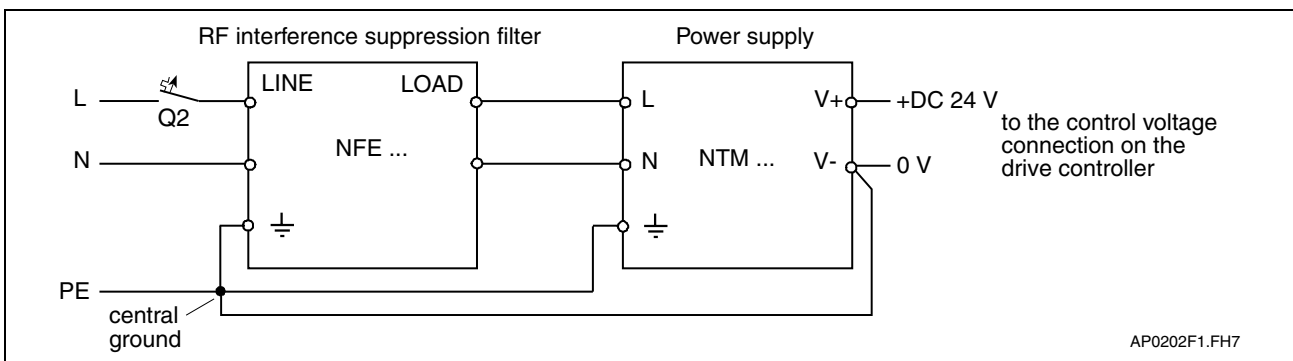 RF interference suppression filter
Power supply
L
Q2
LINE
LOAD
L
V+
+DC 24 V
N
NFE ...
N
NTM ...
V-
0 V
to the control voltage
connection on the
drive controller
PE
central
ground
AP0202F1.FH7